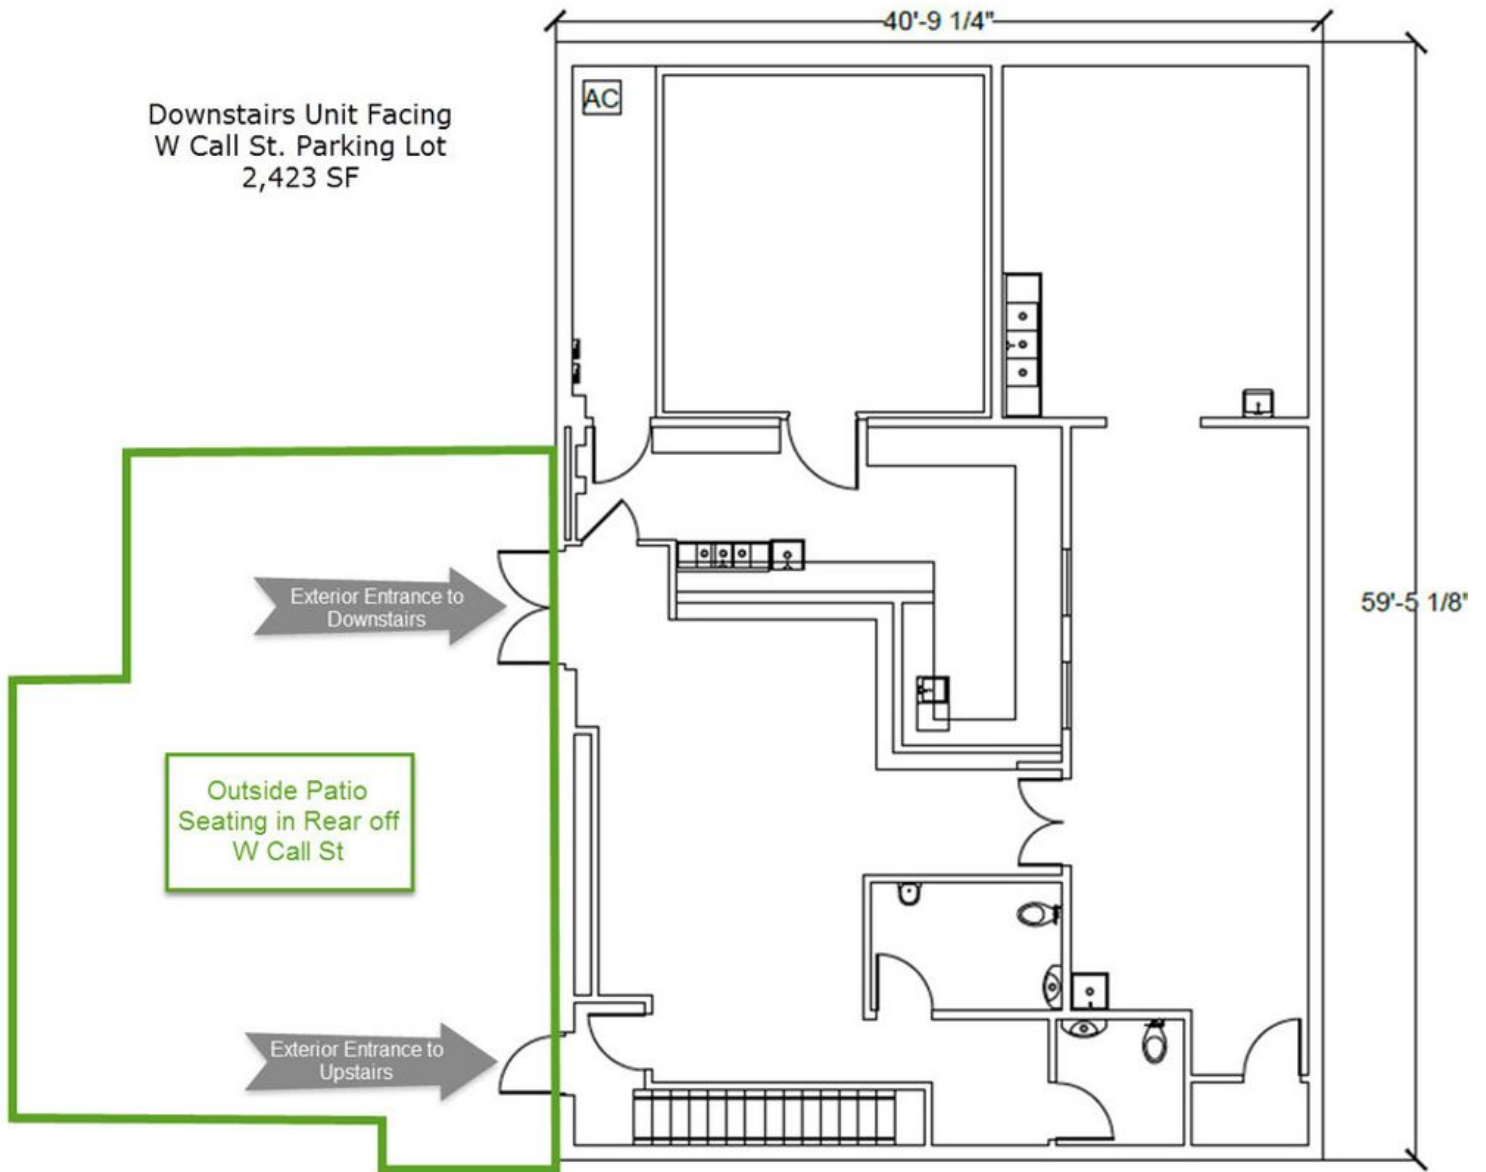 40'-9 1/4"
AC
Downstairs Unit Facing
W Call St. Parking Lot
2,423 SF
Exterior Entrance to
Downstairs
59'-5 1/8"
Outside Patio
Seating in Rear off
W Call St
Exterior Entrance to
Upstairs